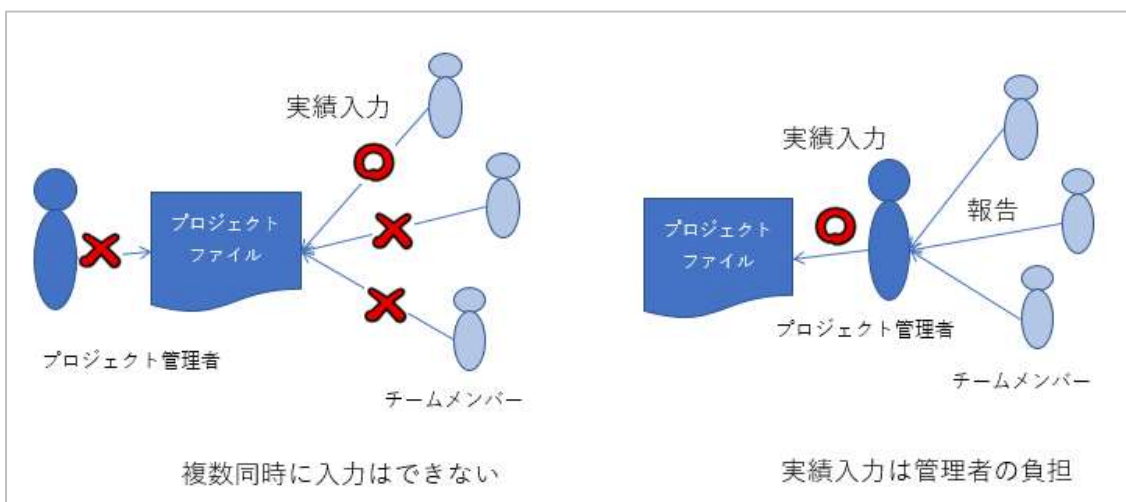 実績入力
プロジェクト
ファイル
プロジェクト管理者
チームメンバー
複数同時に入力はできない
実績入力
報告
プロジェクト
ファイル
プロジェクト管理者
チームメンバー
実績入力は管理者の負担